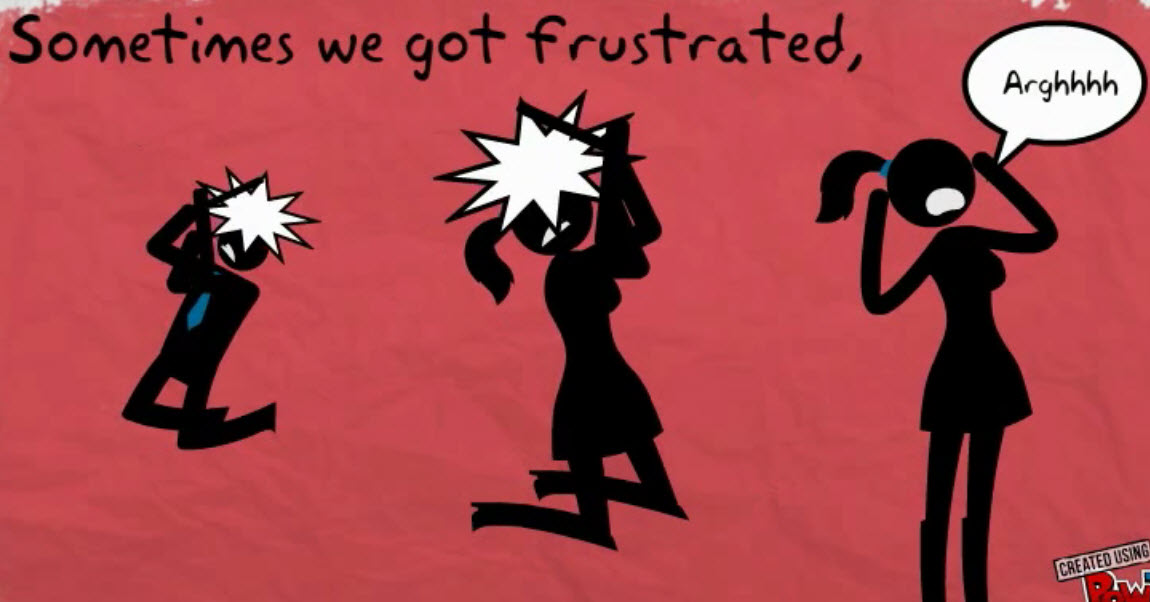 Sometimes we got frustrated,
Arghhhh
CREATED USING